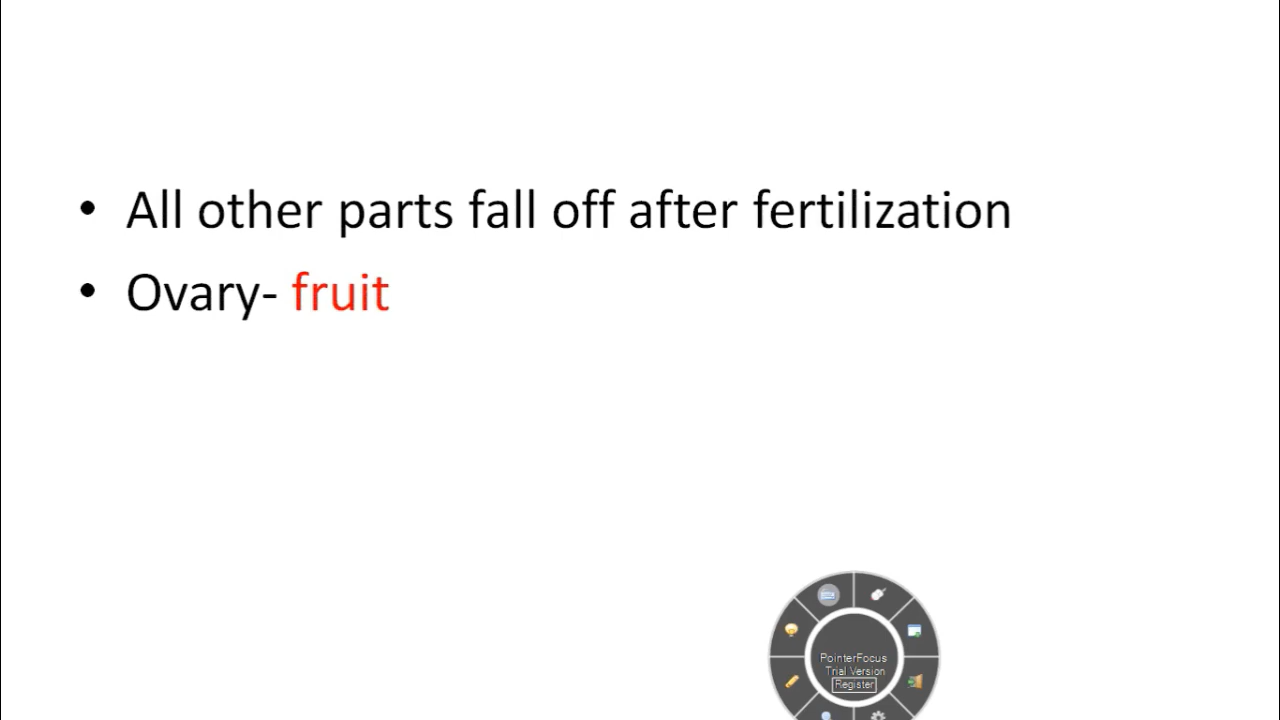 • All other parts fall off after fertilization
• Ovary- fruit
PointerFocus
Trial Version
Register